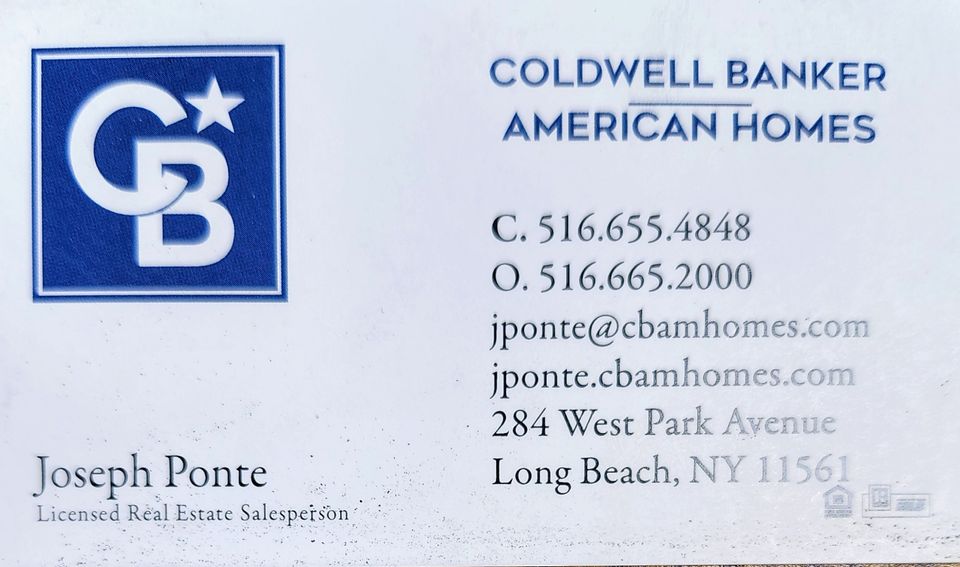 CB
COLDWELL BANKER
AMERICAN HOMES
C. 516.655.4848
O. 516.665.2000
jponte@cbamhomes.com
jponte.cbamhomes.com
284 West Park Avenue
Long Beach, NY 11561
Joseph Ponte
Licensed Real Estate Salesperson